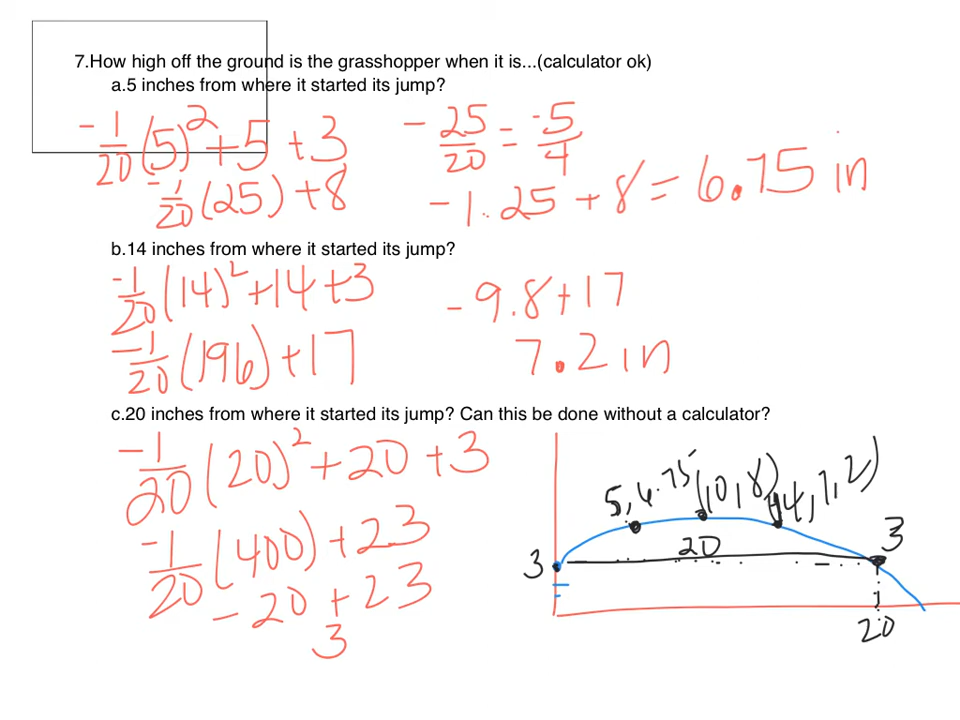 7.How high off the ground is the grasshopper when it is...(calculator ok)
a.5 inches from where it started its jump?
-1/20 (5)² + 5 + 3
-1/20 (25) + 8
-25/20 = -5/4
-1.25 + 8 = 6.75 in
b.14 inches from where it started its jump?
-1/20 (14)² + 14 + 3
-1/20 (196) + 17
-9.8 + 17
7.2 in
c.20 inches from where it started its jump? Can this be done without a calculator?
-1/20 (20)² + 20 + 3
-1/20 (400) + 23
-20 + 23
3
5, 6.75
(10, 8)
(14, 7.2)
3
20
3
20